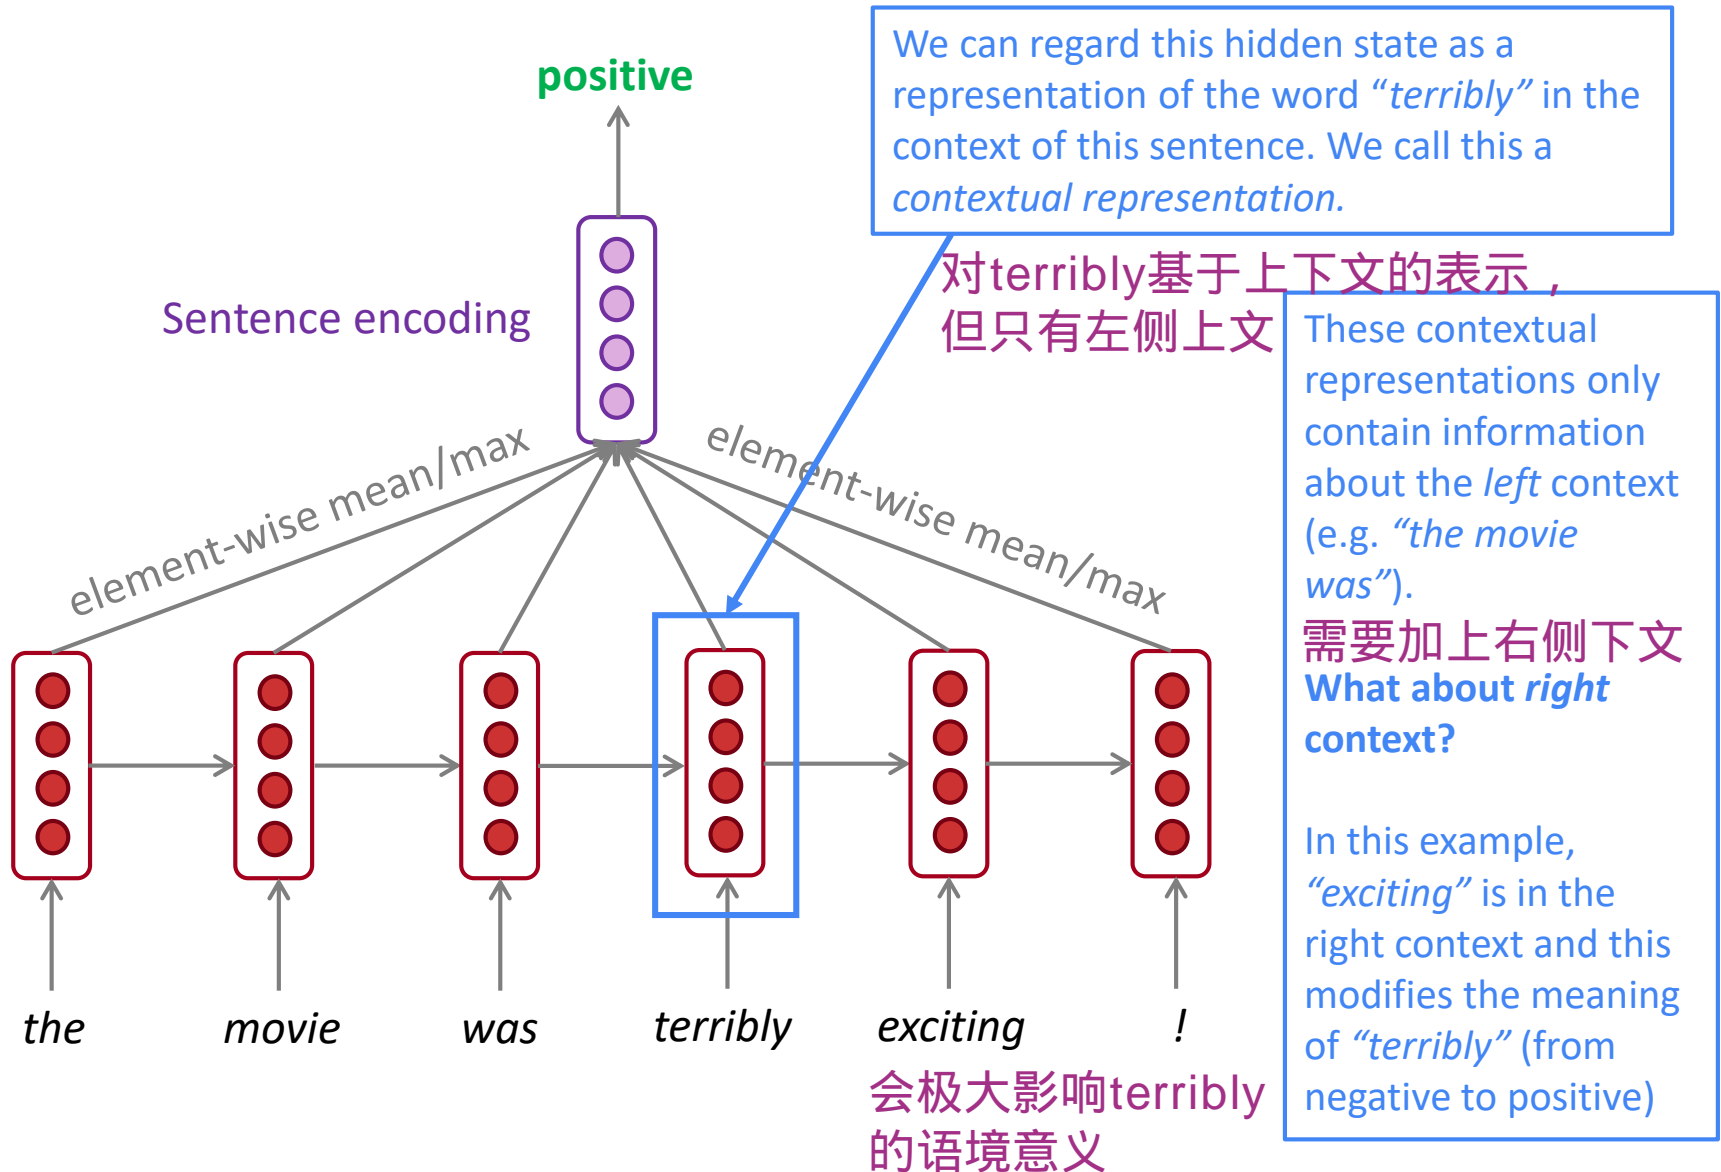 We can regard this hidden state as a
representation of the word “terribly” in the
context of this sentence. We call this a
contextual representation.
positive
对terribly基于上下文的表示，
但只有左侧上文
Sentence encoding
These contextual
representations only
contain information
about the left context
(e.g. “the movie
was”).
需要加上右侧下文
What about right
context?
In this example,
“exciting” is in the
right context and this
modifies the meaning
of “terribly” (from
negative to positive)
element-wise mean/max
element-wise mean/max
the movie was terribly exciting !
会极大影响terribly
的语境意义